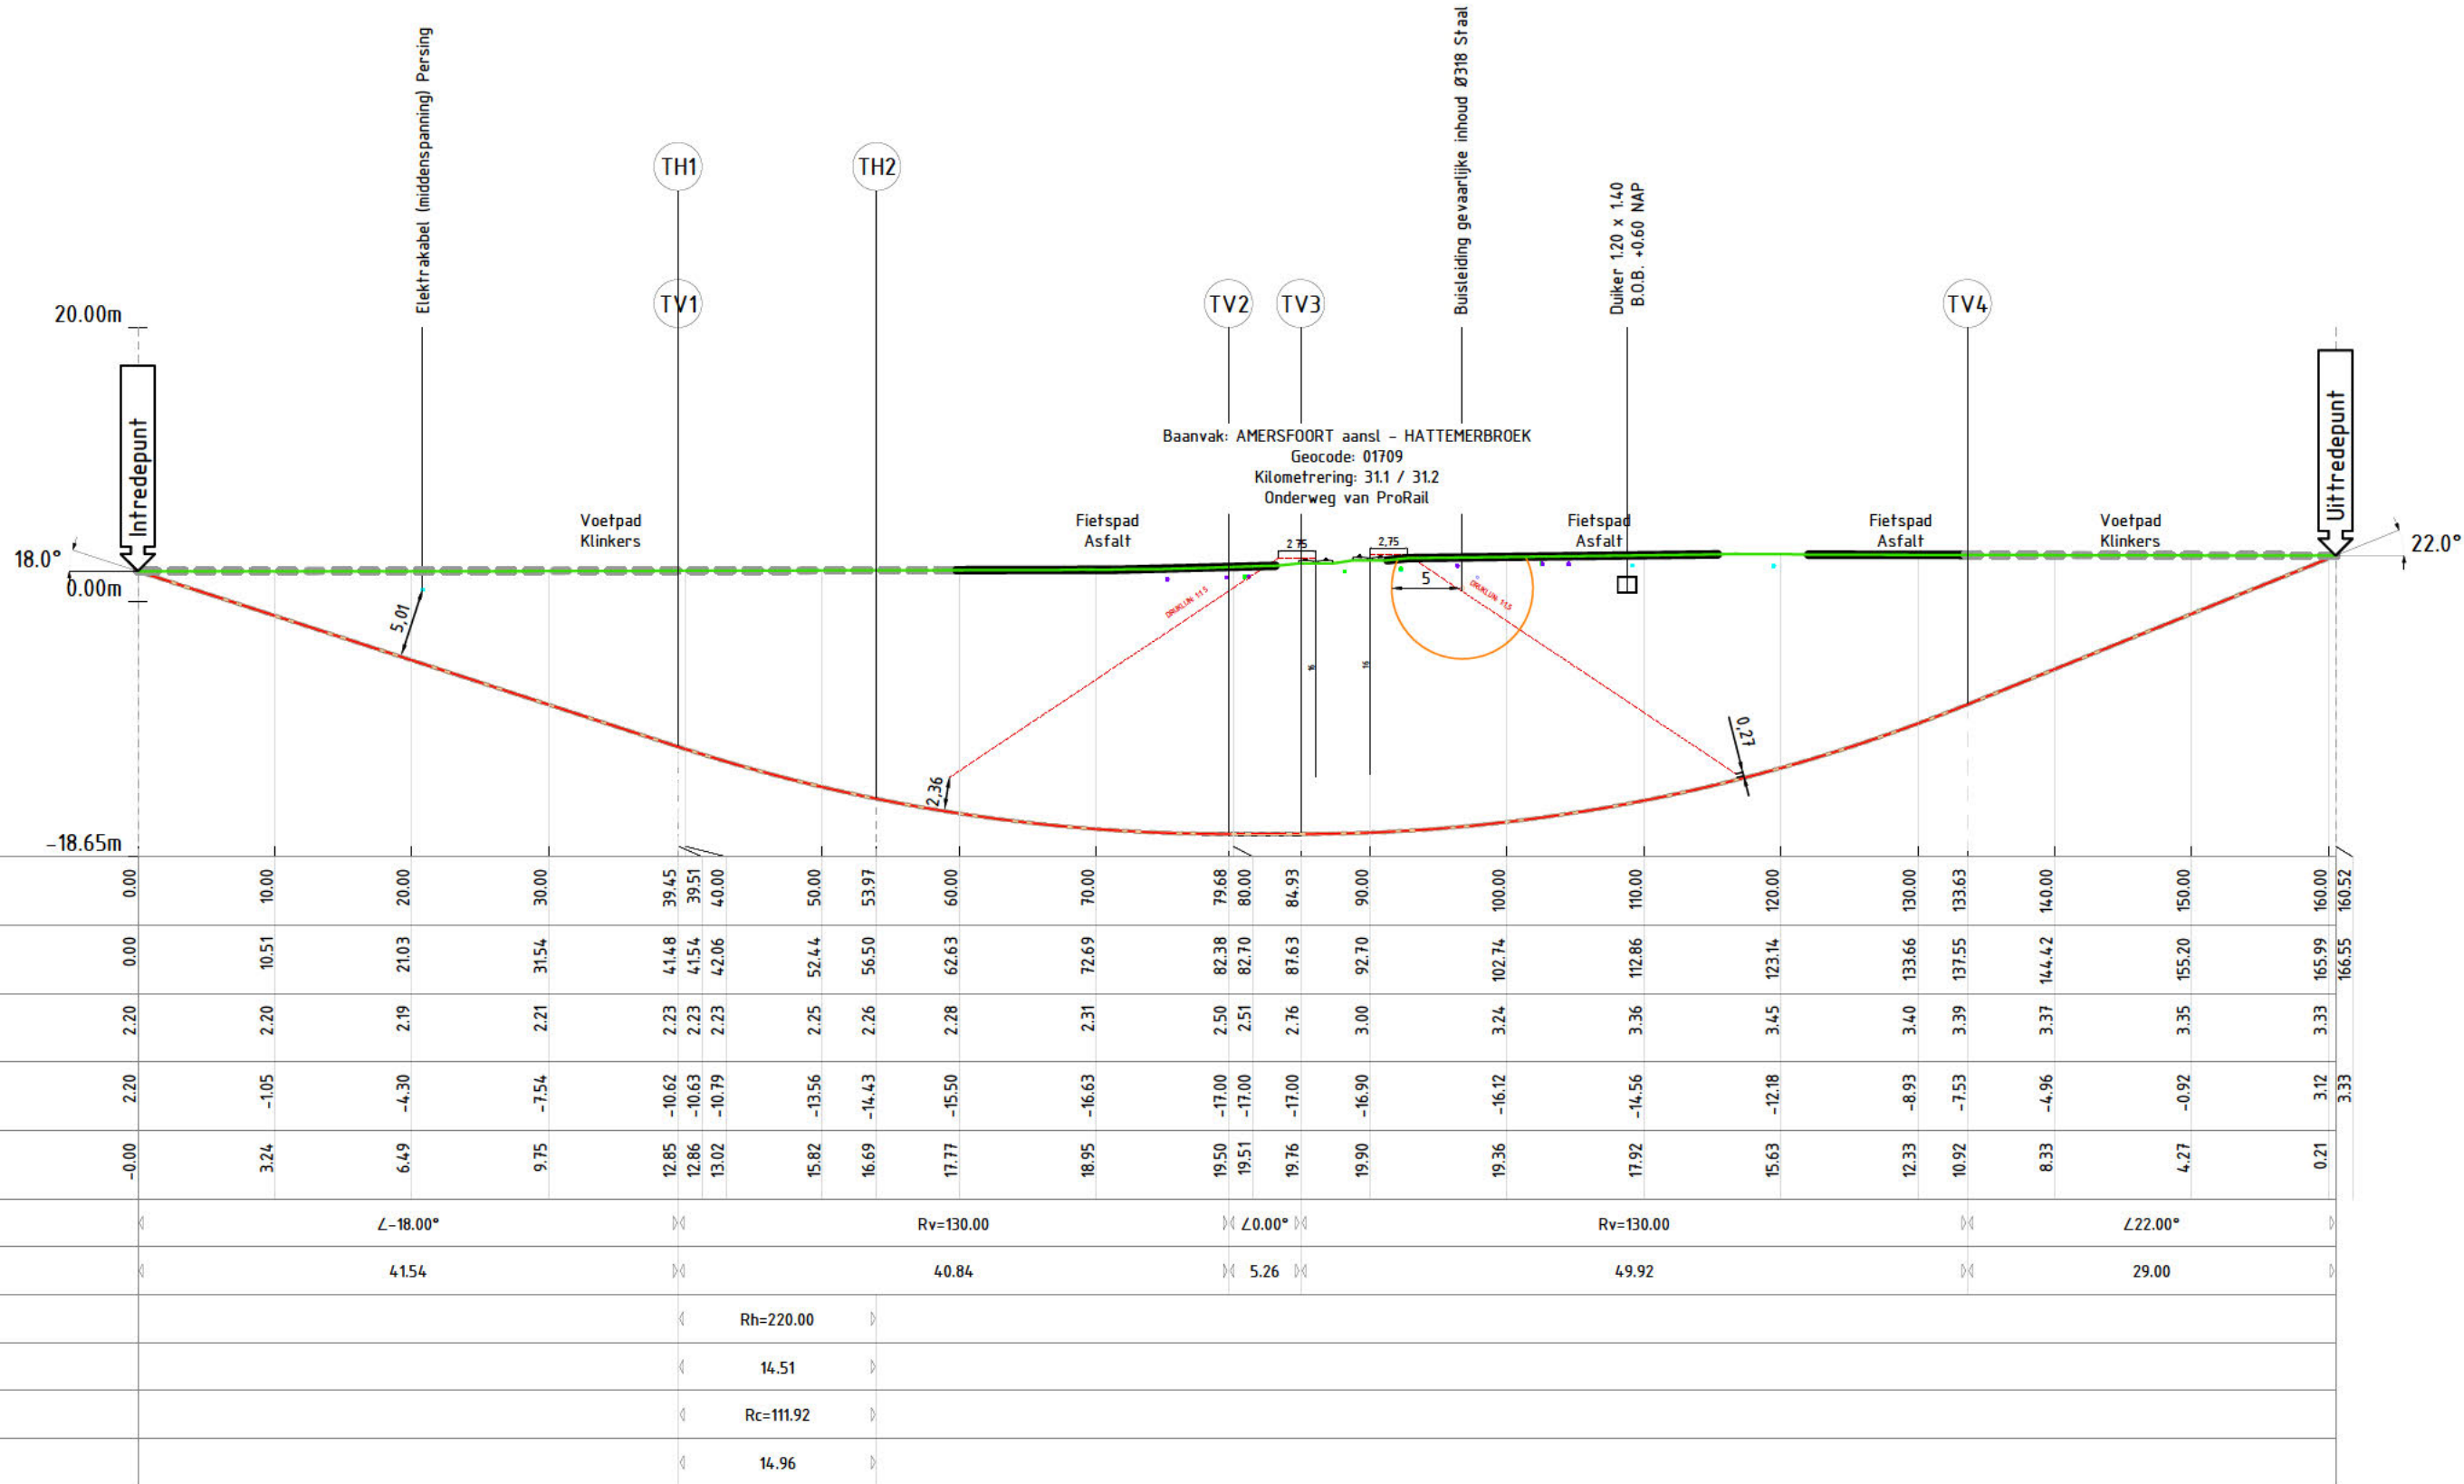 Elektrakabel (middenspanning) Persing
Buisleiding gevaarlijke inhoud Ø318 Staal
TH1
TH2
Duiker 1.20 x 1.40
B.O.B. +0.60 NAP
TV1
TV2
TV3
TV4
20.00m
Intredepunt
Uittredepunt
Baanvak: AMERSFOORT aansl - HATTEMERBROEK
Geocode: 01709
Kilometrering: 31.1 / 31.2
Onderweg van ProRail
Voetpad
Klinkers
Fietspad
Asfalt
Fietspad
Asfalt
Fietspad
Asfalt
Voetpad
Klinkers
2,75
2,75
18.0°
22.0°
0.00m
5,01
5
DRUKLIJN: 1:1.5
DRUKLIJN: 1:1.5
16
16
2,36
0,27
-18.65m
0.00 10.00 20.00 30.00 39.45 39.51 40.00 50.00 53.97 60.00 70.00 79.68 80.00 84.93 90.00 100.00 110.00 120.00 130.00 133.63 140.00 150.00 160.00 160.52
0.00 10.51 21.03 31.54 41.48 41.54 42.06 52.44 56.50 62.63 72.69 82.38 82.70 87.63 92.70 102.74 112.86 123.14 133.66 137.55 144.42 155.20 165.99 166.55
2.20 2.20 2.19 2.21 2.23 2.23 2.23 2.25 2.26 2.28 2.31 2.50 2.51 2.76 3.00 3.24 3.36 3.45 3.40 3.39 3.37 3.35 3.33
2.20 -1.05 -4.30 -7.54 -10.62 -10.63 -10.79 -13.56 -14.43 -15.50 -16.63 -17.00 -17.00 -17.00 -16.90 -16.12 -14.56 -12.18 -8.93 -7.53 -4.96 -0.92 3.12 3.33
-0.00 3.24 6.49 9.75 12.85 12.86 13.02 15.82 16.69 17.77 18.95 19.50 19.51 19.76 19.90 19.36 17.92 15.63 12.33 10.92 8.33 4.27 0.21
∠-18.00° Rv=130.00 ∠0.00° Rv=130.00 ∠22.00°
41.54 40.84 5.26 49.92 29.00
Rh=220.00
14.51
Rc=111.92
14.96